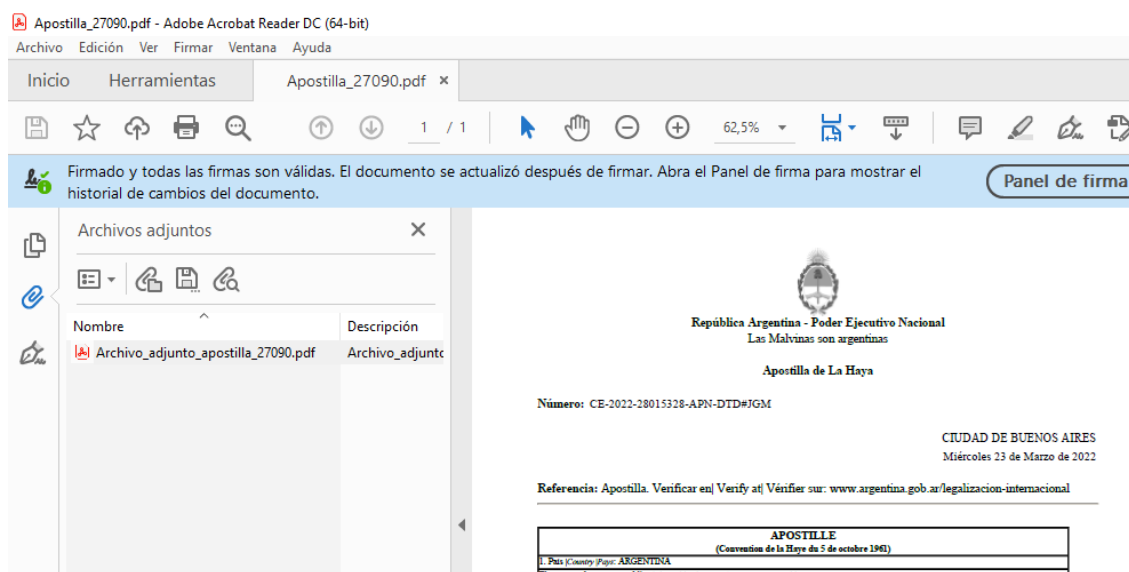 Apostilla_27090.pdf - Adobe Acrobat Reader DC (64-bit)
Archivo Edición Ver Firmar Ventana Ayuda
Inicio Herramientas Apostilla_27090.pdf ×
1 / 1 62,5%
Firmado y todas las firmas son válidas. El documento se actualizó después de firmar. Abra el Panel de firma para mostrar el
historial de cambios del documento.
Panel de firma
Archivos adjuntos
Nombre Descripción
Archivo_adjunto_apostilla_27090.pdf Archivo_adjunto
República Argentina - Poder Ejecutivo Nacional
Las Malvinas son argentinas
Apostilla de La Haya
Número: CE-2022-28015328-APN-DTD#JGM
CIUDAD DE BUENOS AIRES
Miércoles 23 de Marzo de 2022
Referencia: Apostilla. Verificar en| Verify at| Vérifier sur: www.argentina.gob.ar/legalizacion-internacional
APOSTILLE
(Convention de la Haye du 5 de octobre 1961)
1. País |Country |Pays: ARGENTINA